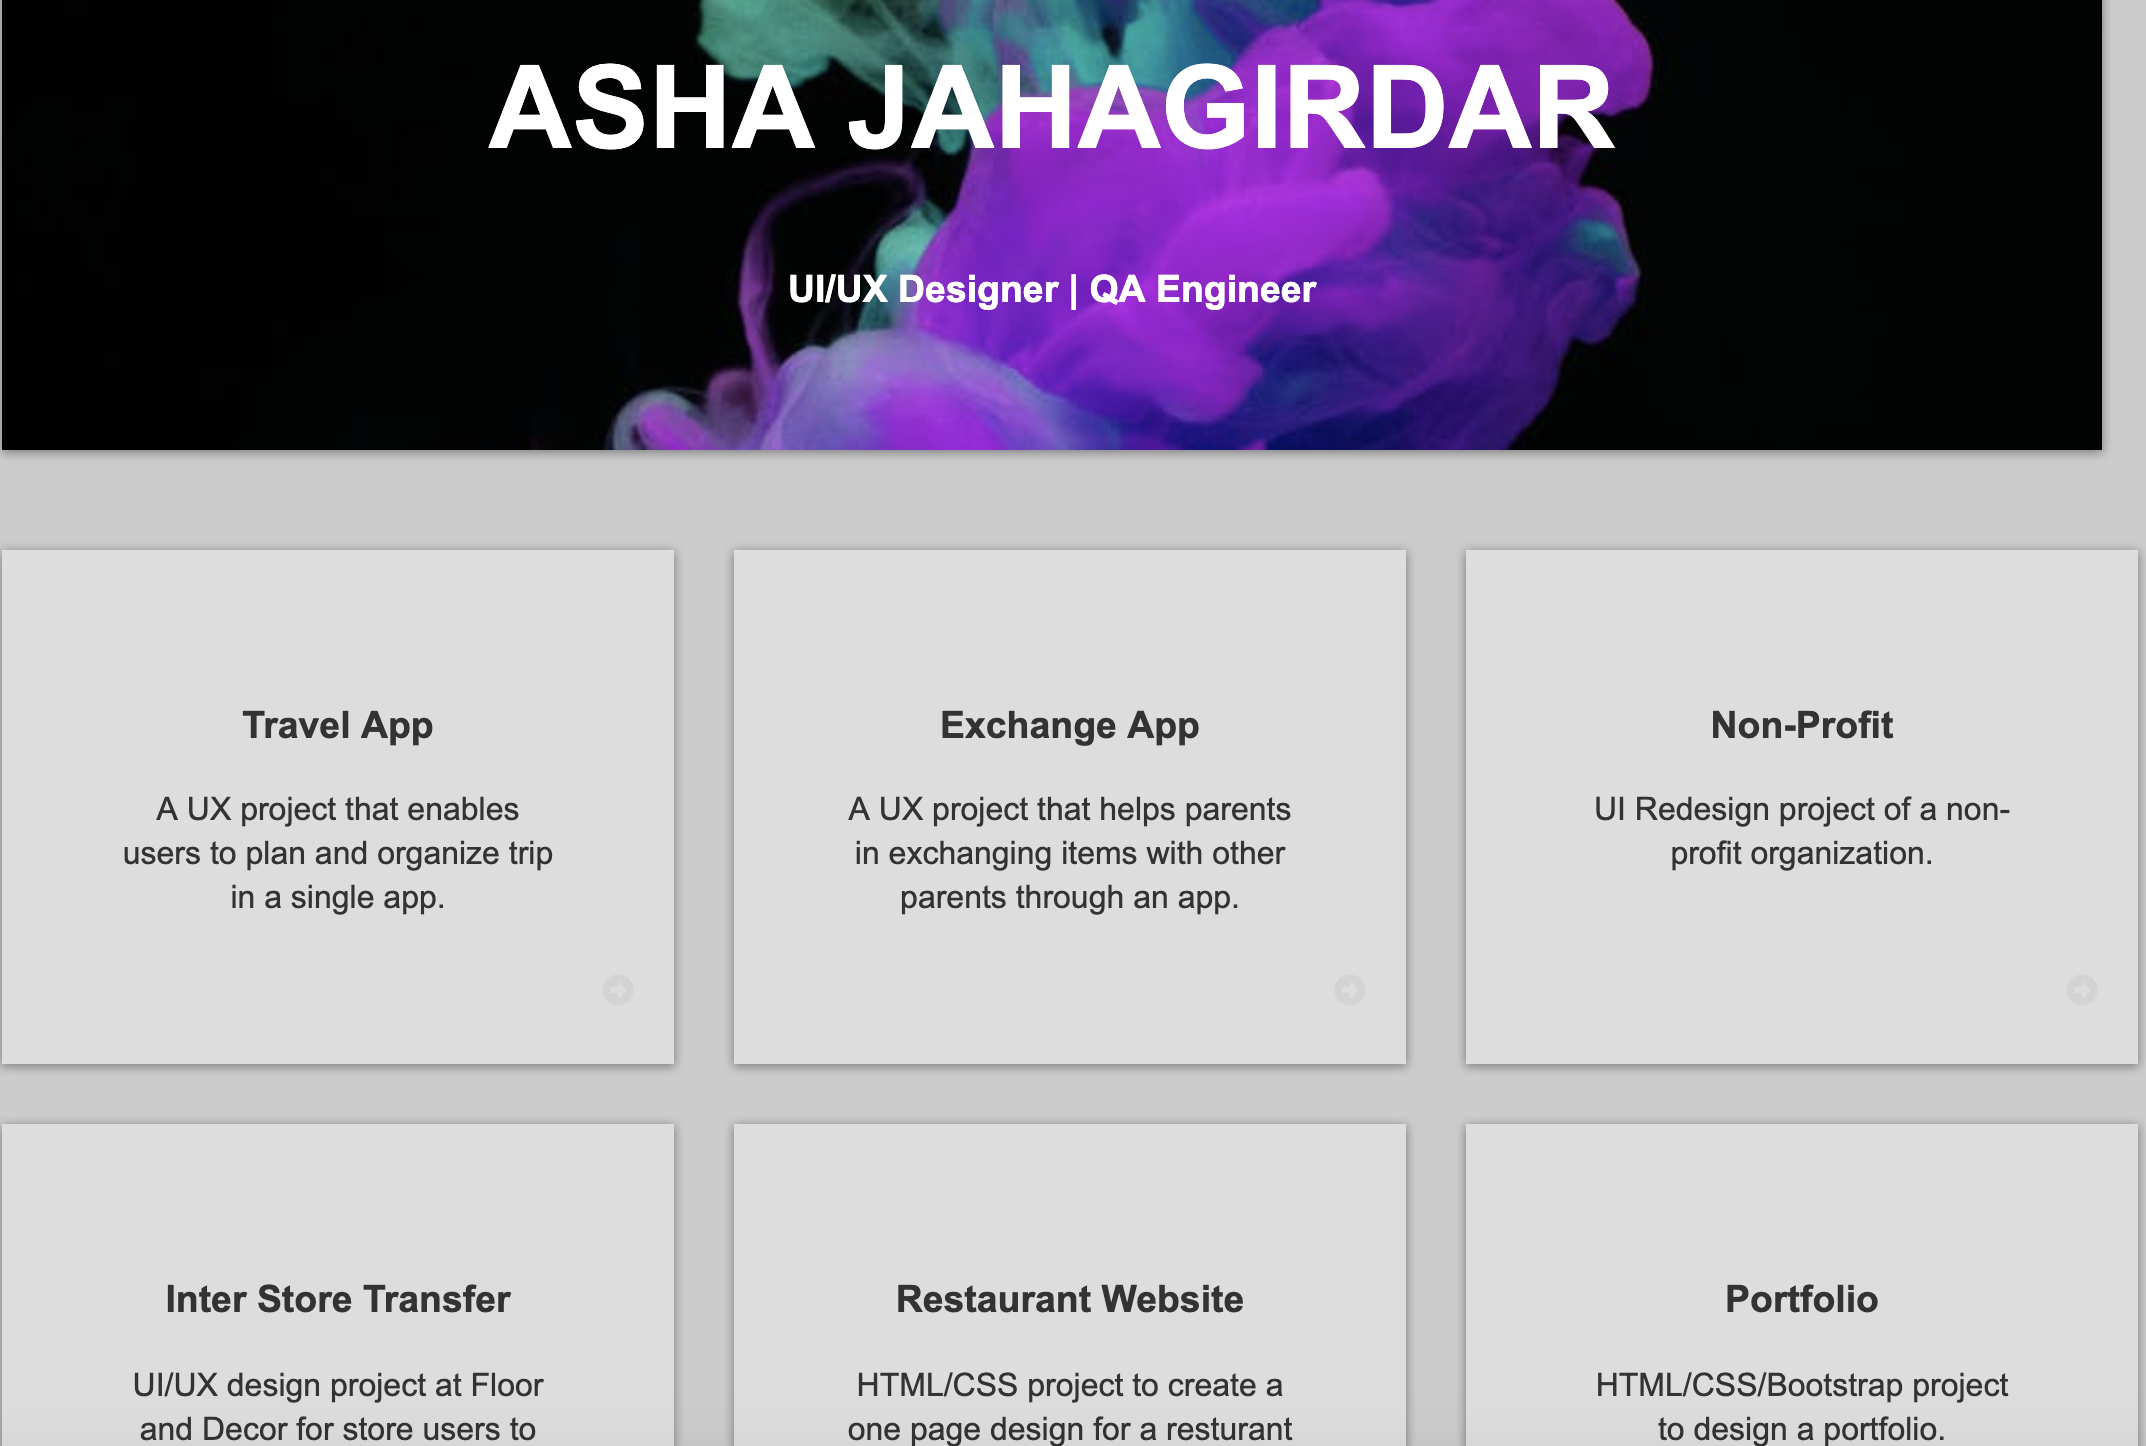 ASHA JAHAGIRDAR
UI/UX Designer | QA Engineer
Travel App
A UX project that enables
users to plan and organize trip
in a single app.
Exchange App
A UX project that helps parents
in exchanging items with other
parents through an app.
Non-Profit
UI Redesign project of a non-
profit organization.
Inter Store Transfer
UI/UX design project at Floor
and Decor for store users to
Restaurant Website
HTML/CSS project to create a
one page design for a resturant
Portfolio
HTML/CSS/Bootstrap project
to design a portfolio.